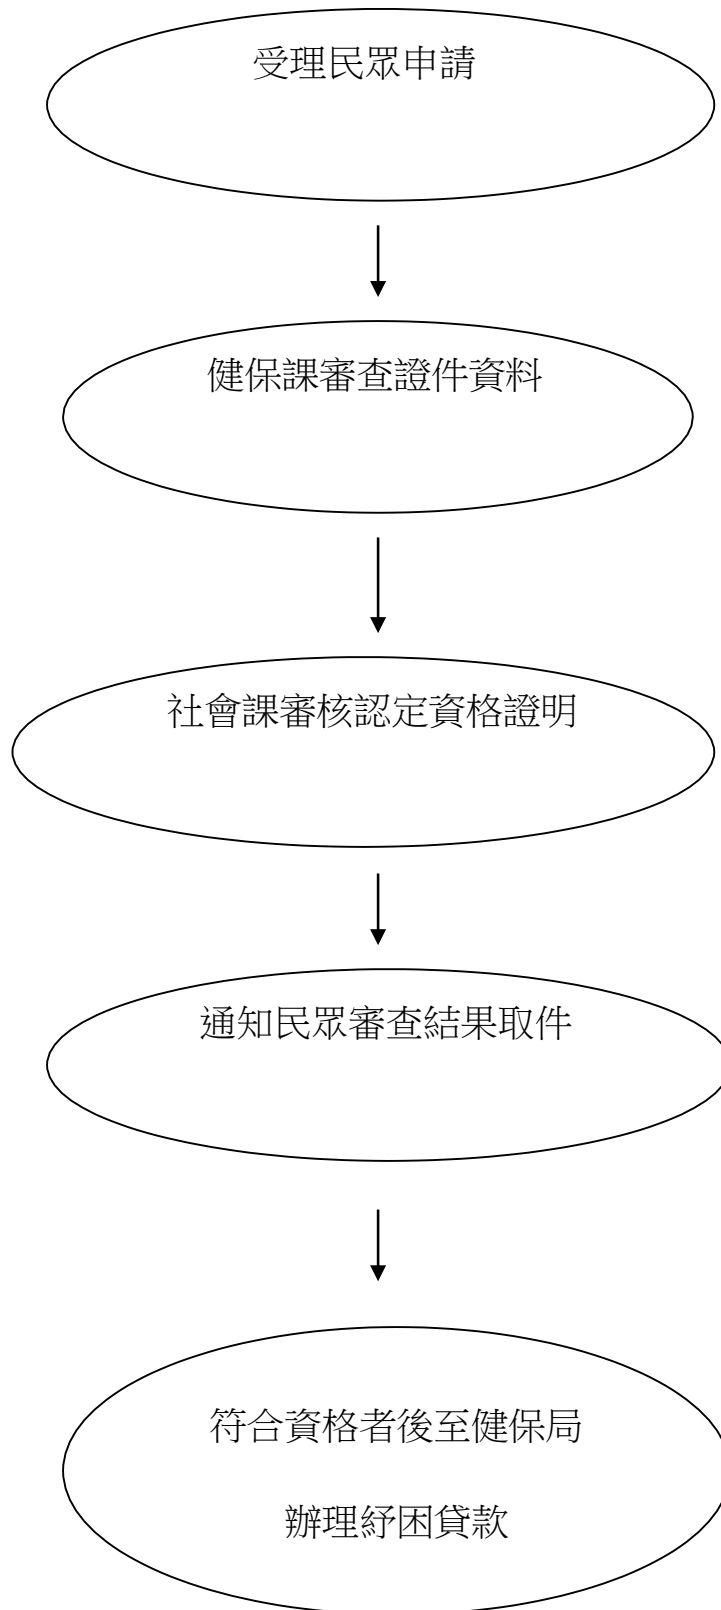 受理民眾申請
健保課審查證件資料
社會課審核認定資格證明
通知民眾審查結果取件
符合資格者後至健保局
辦理紓困貸款